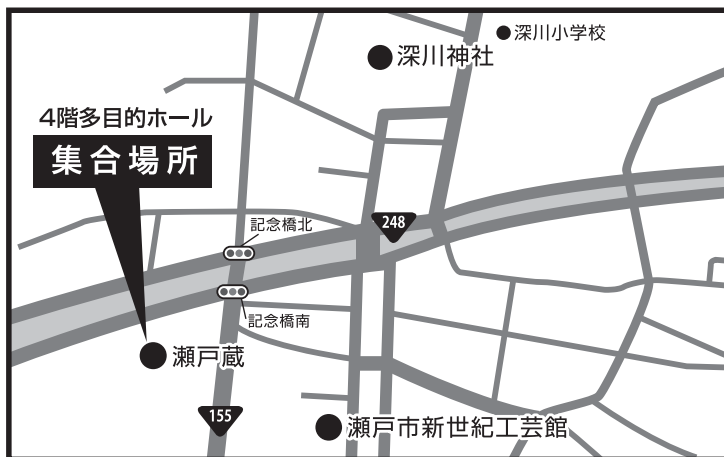 深川小学校
深川神社
4階多目的ホール
集合場所
248
記念橋北
記念橋南
瀬戸蔵
155
瀬戸市新世紀工芸館